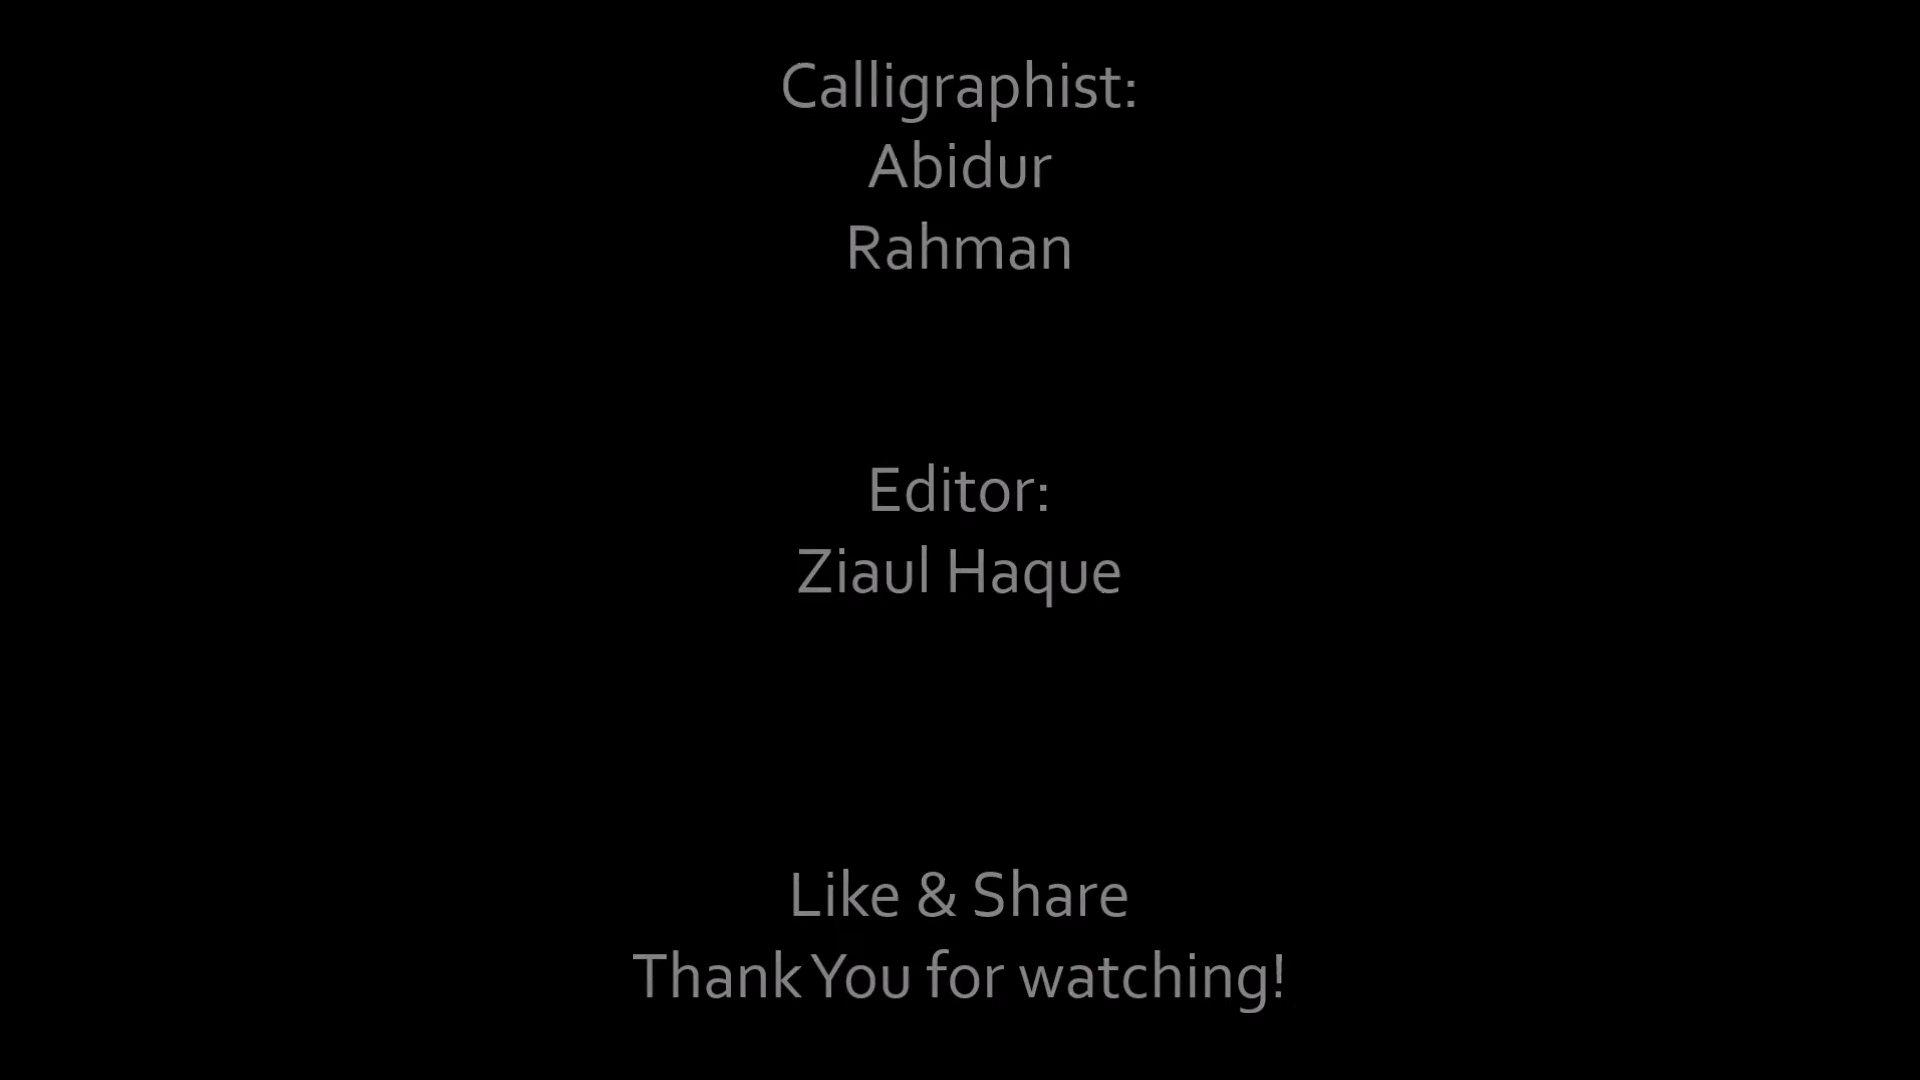 Calligraphist:
Abidur
Rahman
Editor:
Ziaul Haque
Like & Share
Thank You for watching!